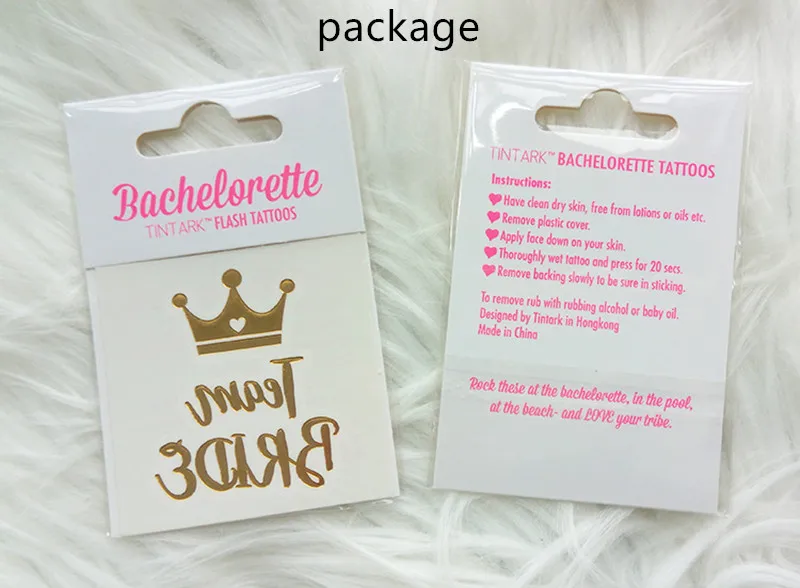 package
Bachelorette
TINTARK™ FLASH TATTOOS
Team
BRIDE
TINTARK™ BACHELORETTE TATTOOS
Instructions:
Have clean dry skin, free from lotions or oils etc.
Remove plastic cover.
Apply face down on your skin.
Thoroughly wet tattoo and press for 20 secs.
Remove backing slowly to be sure in sticking.
To remove rub with rubbing alcohol or baby oil.
Designed by Tintark in Hongkong
Made in China
Rock these at the bachelorette, in the pool,
at the beach- and LOVE your tribe.